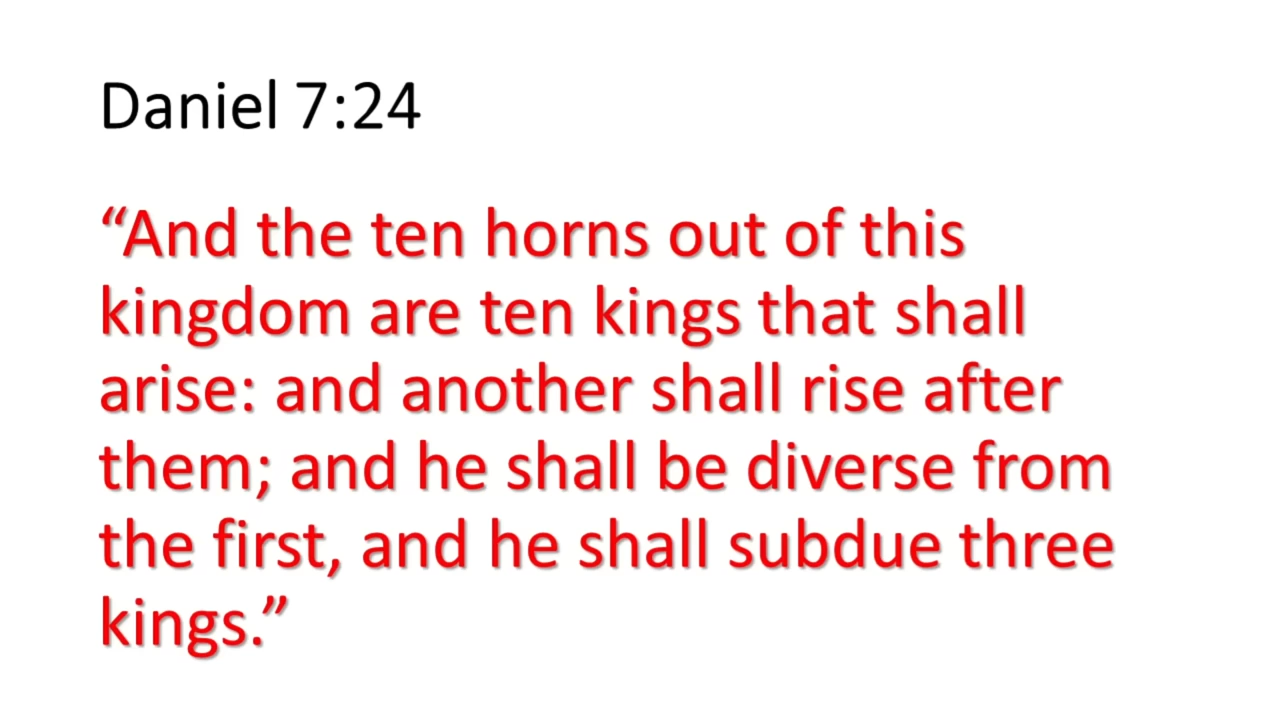 Daniel 7:24
“And the ten horns out of this
kingdom are ten kings that shall
arise: and another shall rise after
them; and he shall be diverse from
the first, and he shall subdue three
kings.”